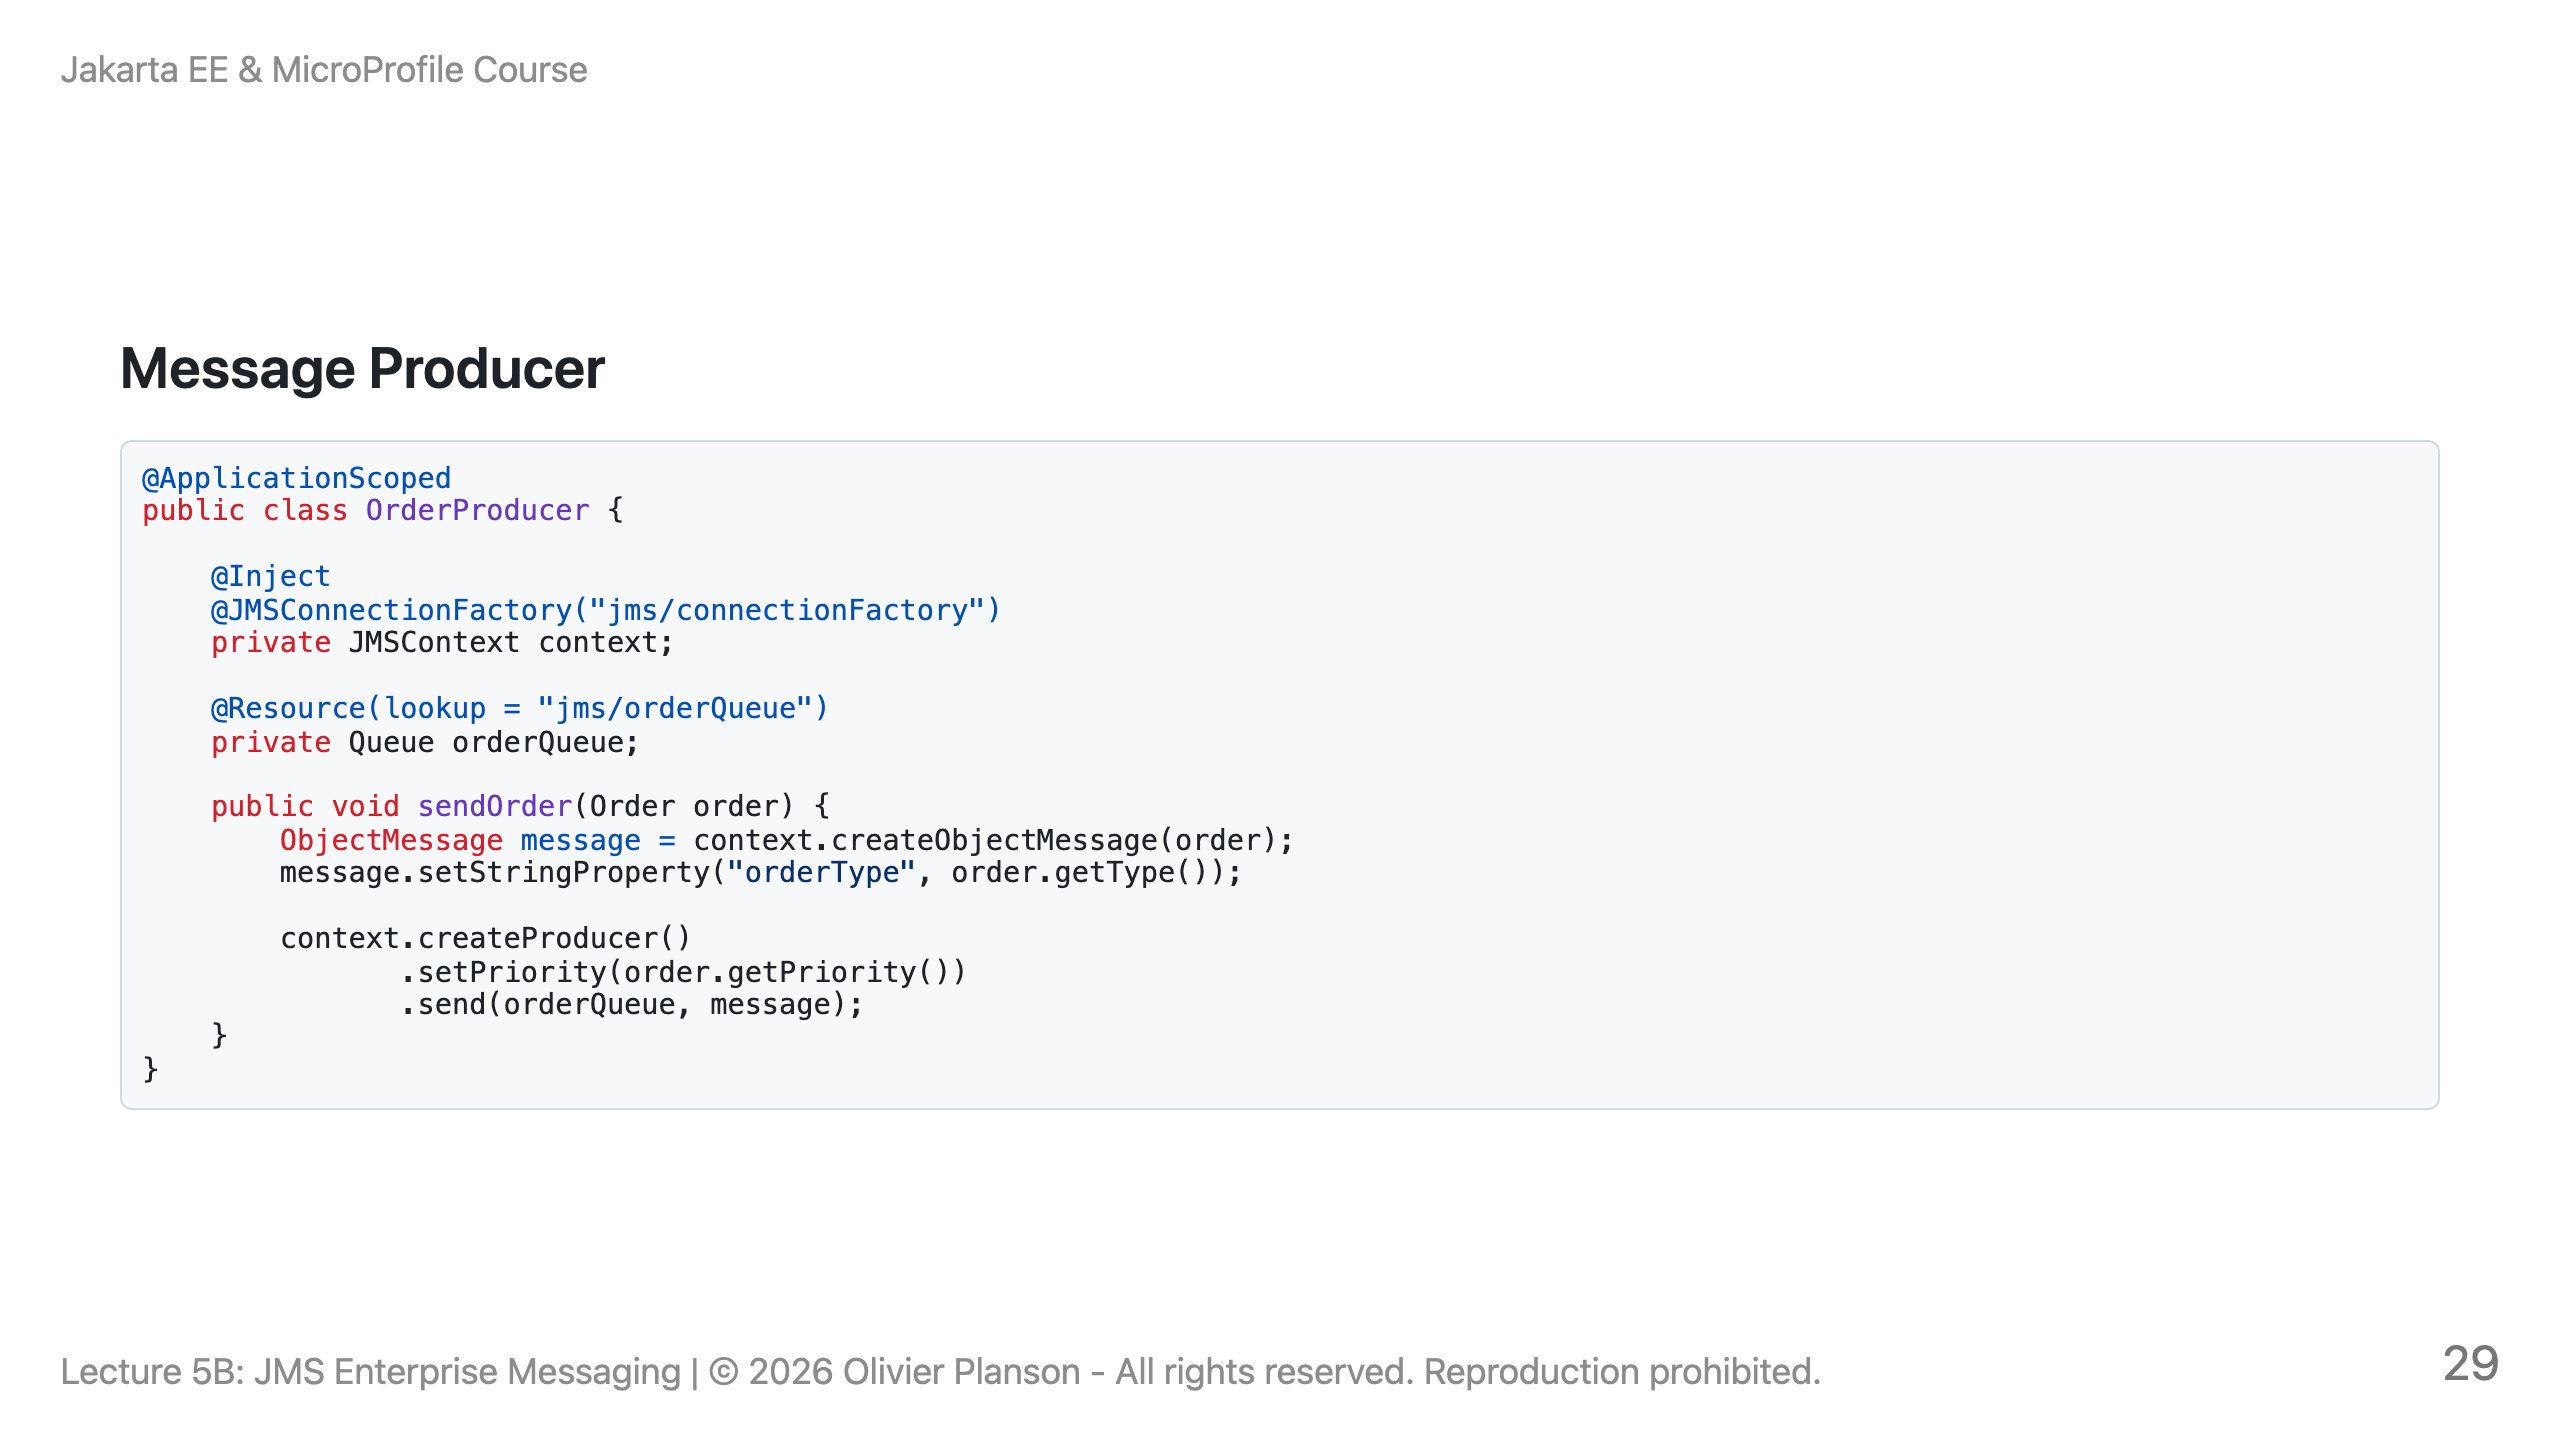 Jakarta EE & MicroProfile Course
Message Producer
@ApplicationScoped
public class OrderProducer {
    @Inject
    @JMSConnectionFactory("jms/connectionFactory")
    private JMSContext context;
    @Resource(lookup = "jms/orderQueue")
    private Queue orderQueue;
    public void sendOrder(Order order) {
        ObjectMessage message = context.createObjectMessage(order);
        message.setStringProperty("orderType", order.getType());
        context.createProducer()
               .setPriority(order.getPriority())
               .send(orderQueue, message);
    }
}
Lecture 5B: JMS Enterprise Messaging | © 2026 Olivier Planson - All rights reserved. Reproduction prohibited.
29